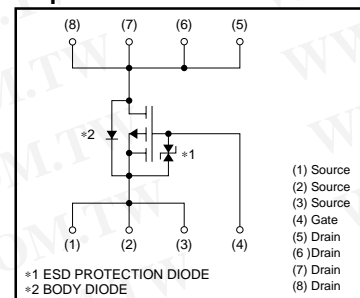 (8) (7) (6) (5)
∗2
∗1
(1) (2) (3) (4)
(1) Source
(2) Source
(3) Source
(4) Gate
(5) Drain
(6 )Drain
(7) Drain
(8) Drain
∗1 ESD PROTECTION DIODE
∗2 BODY DIODE